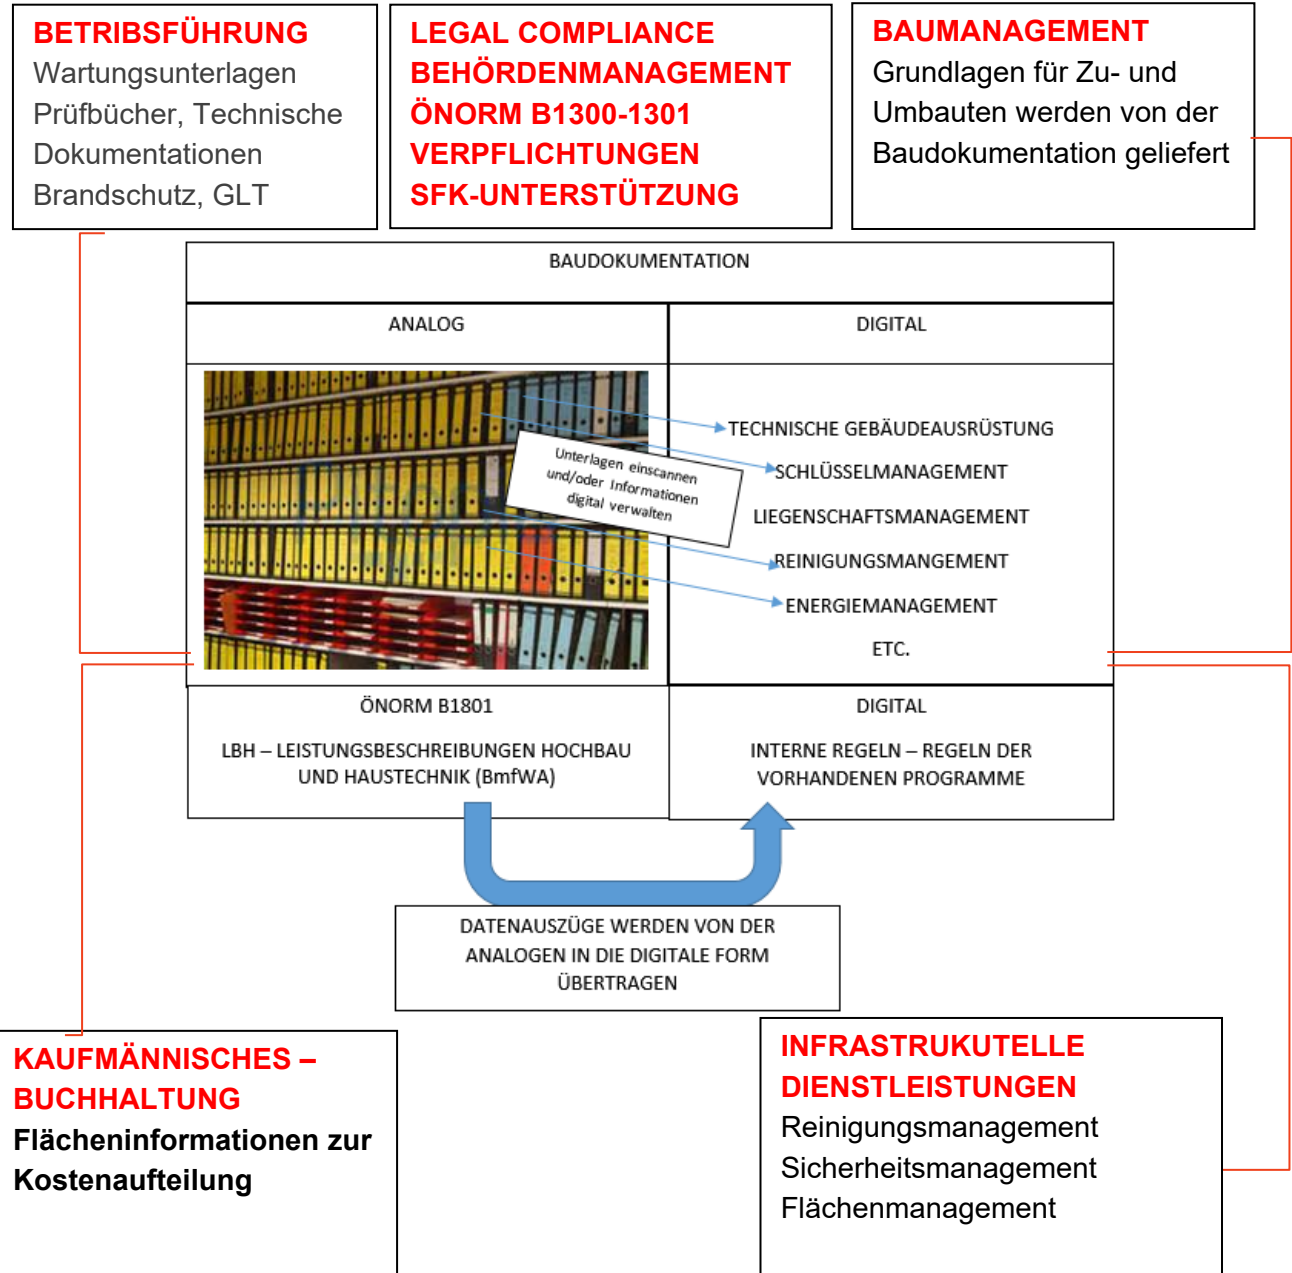 BETRIBSFÜHRUNG
Wartungsunterlagen
Prüfbücher, Technische
Dokumentationen
Brandschutz, GLT
LEGAL COMPLIANCE
BEHÖRDENMANAGEMENT
ÖNORM B1300-1301
VERPFLICHTUNGEN
SFK-UNTERSTÜTZUNG
BAUMANAGEMENT
Grundlagen für Zu- und
Umbauten werden von der
Baudokumentation geliefert
BAUDOKUMENTATION
ANALOG
DIGITAL
Unterlagen einscannen
und/oder Informationen
digital verwalten
TECHNISCHE GEBÄUDEAUSRÜSTUNG
SCHLÜSSELMANAGEMENT
LIEGENSCHAFTSMANAGEMENT
REINIGUNGSMANGEMENT
ENERGIEMANAGEMENT
ETC.
ÖNORM B1801
LBH – LEISTUNGSBESCHREIBUNGEN HOCHBAU
UND HAUSTECHNIK (BmfWA)
DIGITAL
INTERNE REGELN – REGELN DER
VORHANDENEN PROGRAMME
DATENAUSZÜGE WERDEN VON DER
ANALOGEN IN DIE DIGITALE FORM
ÜBERTRAGEN
KAUFMÄNNISCHES –
BUCHHALTUNG
Flächeninformationen zur
Kostenaufteilung
INFRASTRUKUTELLE
DIENSTLEISTUNGEN
Reinigungsmanagement
Sicherheitsmanagement
Flächenmanagement